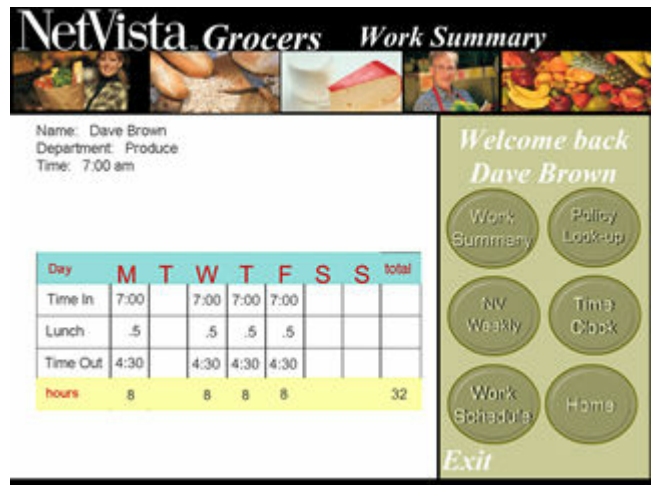 NetVista Grocers Work Summary
Name: Dave Brown
Department: Produce
Time: 7:00 am
Day M T W T F S S total
Time In 7:00 7:00 7:00 7:00
Lunch .5 .5 .5 .5
Time Out 4:30 4:30 4:30 4:30
hours 8 8 8 8 32
Welcome back
Dave Brown
Work
Summary
Policy
Look-up
NV
Weekly
Time
Clock
Work
Schedule
Home
Exit